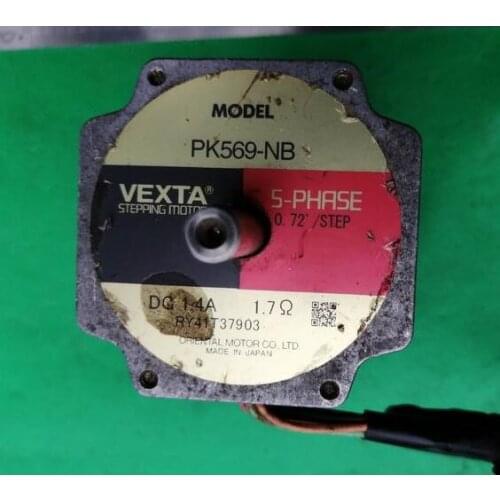 MODEL
PK569-NB
VEXTA® 5-PHASE
STEPPING MOTOR 0.72°/STEP
DC 1.4A 1.7Ω
RY41T37903
ORIENTAL MOTOR CO., LTD.
MADE IN JAPAN